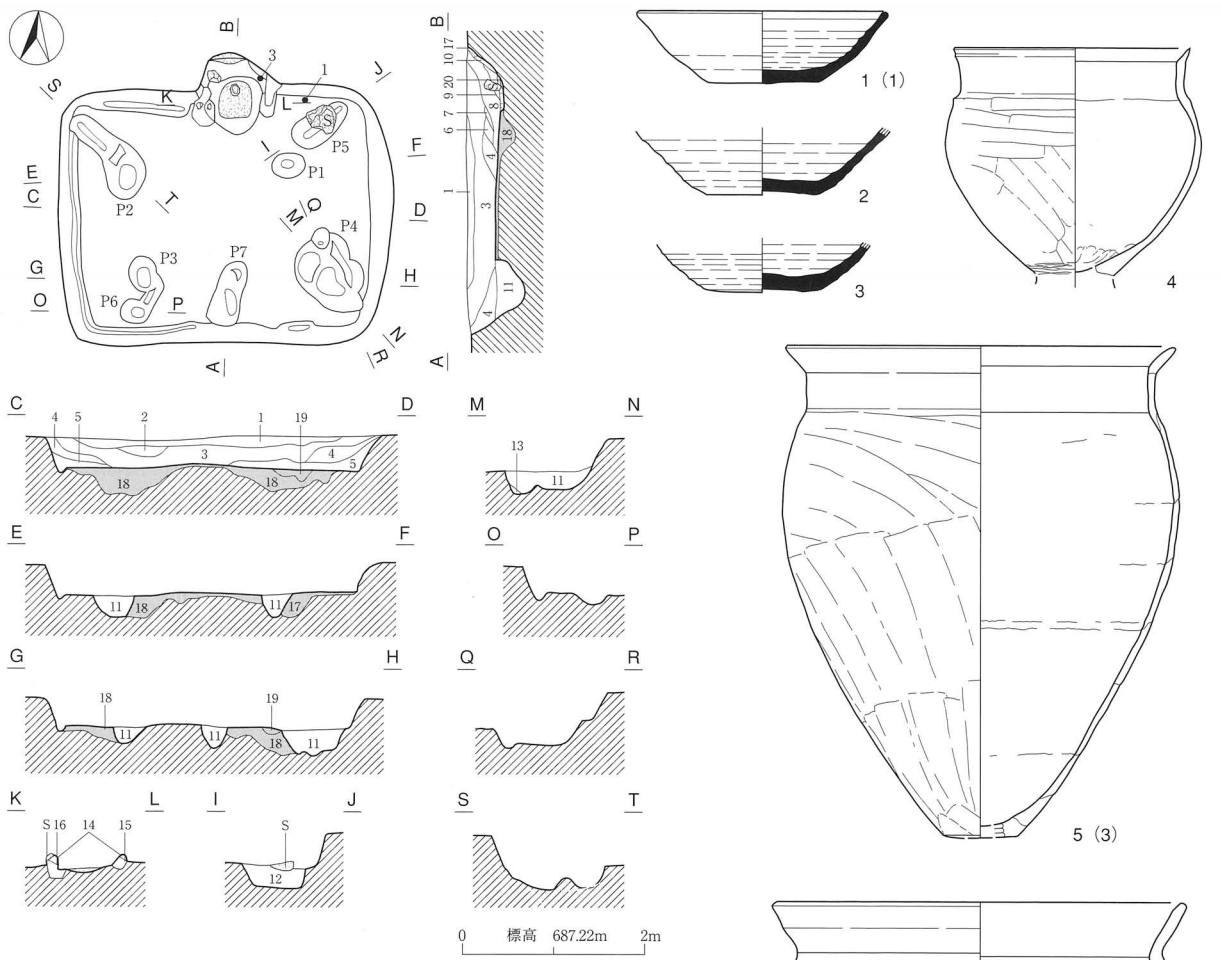 B
S
K
3
1
J
L
S
P5
I
P1
F
E
C
P2
T
M
Q
P4
D
G
O
P3
P6
P
P7
H
A
N
R
B
17
10
20
9
8
7
6
18
4
1
3
11
4
A
S
1 (1)
2
3
4
5 (3)
C
D
4 5 2 1 19
3 4 5
18 18
M
N
13
11
E
F
11 18 11 17
O
P
G
H
18 19
11 11 18 11
Q
R
K
L
S 16 14 15
I
J
S
12
S
T
0 標高 687.22m 2m